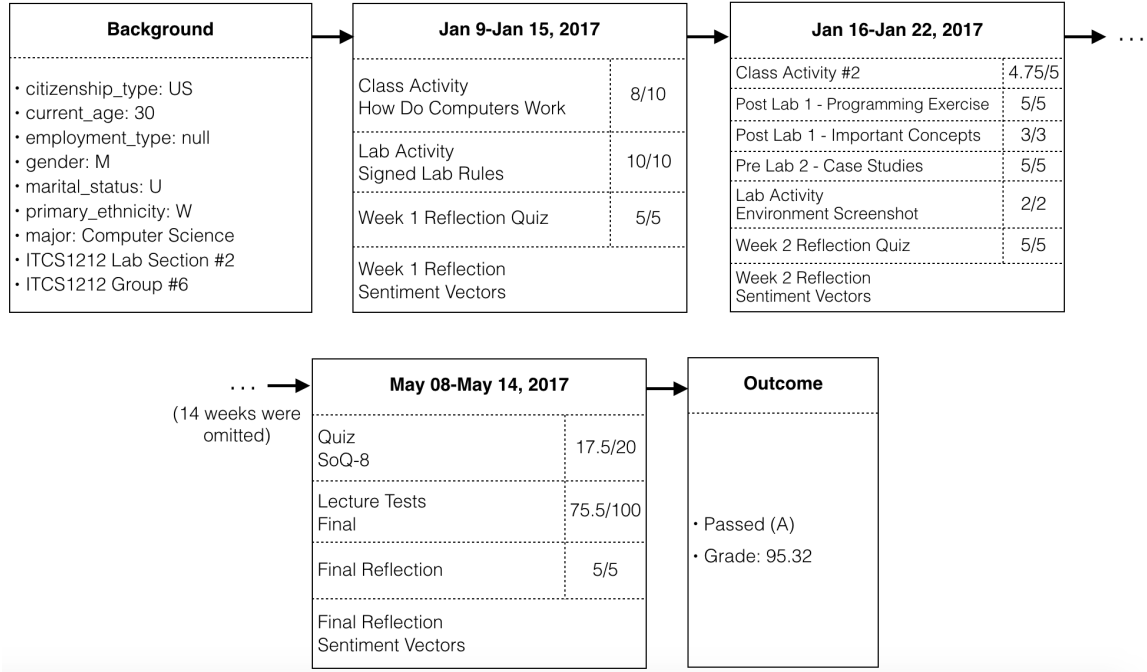 Background
• citizenship_type: US
• current_age: 30
• employment_type: null
• gender: M
• marital_status: U
• primary_ethnicity: W
• major: Computer Science
• ITCS1212 Lab Section #2
• ITCS1212 Group #6
Jan 9-Jan 15, 2017
Class Activity
How Do Computers Work
8/10
Lab Activity
Signed Lab Rules
10/10
Week 1 Reflection Quiz
5/5
Week 1 Reflection
Sentiment Vectors
Jan 16-Jan 22, 2017
Class Activity #2
4.75/5
Post Lab 1 - Programming Exercise
5/5
Post Lab 1 - Important Concepts
3/3
Pre Lab 2 - Case Studies
5/5
Lab Activity
Environment Screenshot
2/2
Week 2 Reflection Quiz
5/5
Week 2 Reflection
Sentiment Vectors
...
...
(14 weeks were
omitted)
May 08-May 14, 2017
Quiz
SoQ-8
17.5/20
Lecture Tests
Final
75.5/100
Final Reflection
5/5
Final Reflection
Sentiment Vectors
Outcome
• Passed (A)
• Grade: 95.32